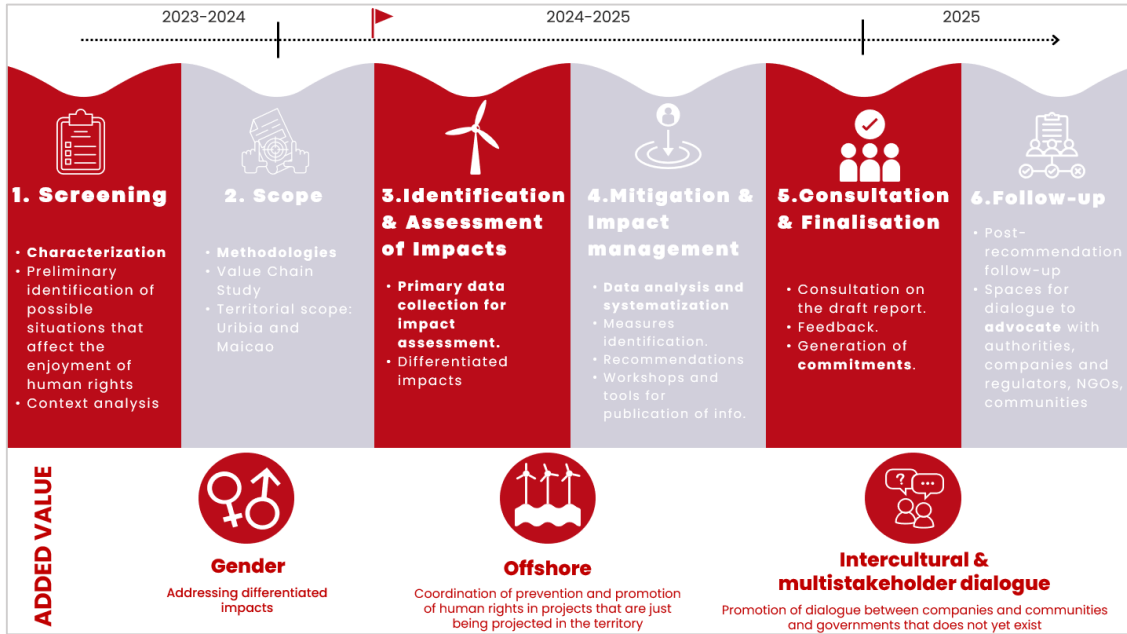 2023-2024
2024-2025
2025
1. Screening
• Characterization
• Preliminary
identification of
possible
situations that
affect the
enjoyment of
human rights
• Context analysis
2. Scope
• Methodologies
• Value Chain
Study
• Territorial scope:
Uribia and
Maicao
3.Identification
& Assessment
of Impacts
• Primary data
collection for
impact
assessment.
• Differentiated
impacts
4.Mitigation &
Impact
management
• Data analysis and
systematization
• Measures
identification.
• Recommendations
• Workshops and
tools for
publication of info.
5.Consultation
& Finalisation
• Consultation on
the draft report.
• Feedback.
• Generation of
commitments.
6.Follow-up
• Post-
recommendation
follow-up
• Spaces for
dialogue to
advocate with
authorities,
companies and
regulators, NGOs,
communities
ADDED VALUE
Gender
Addressing differentiated
impacts
Offshore
Coordination of prevention and promotion
of human rights in projects that are just
being projected in the territory
? ...
Intercultural &
multistakeholder dialogue
Promotion of dialogue between companies and communities
and governments that does not yet exist